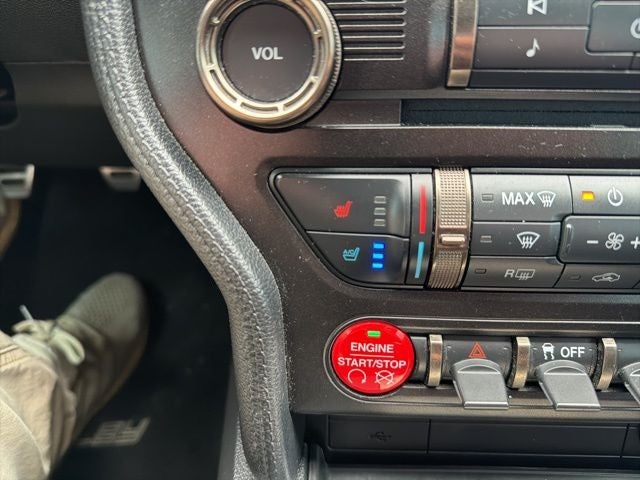 VOL
MAX
R
- +
ENGINE
START/STOP
OFF